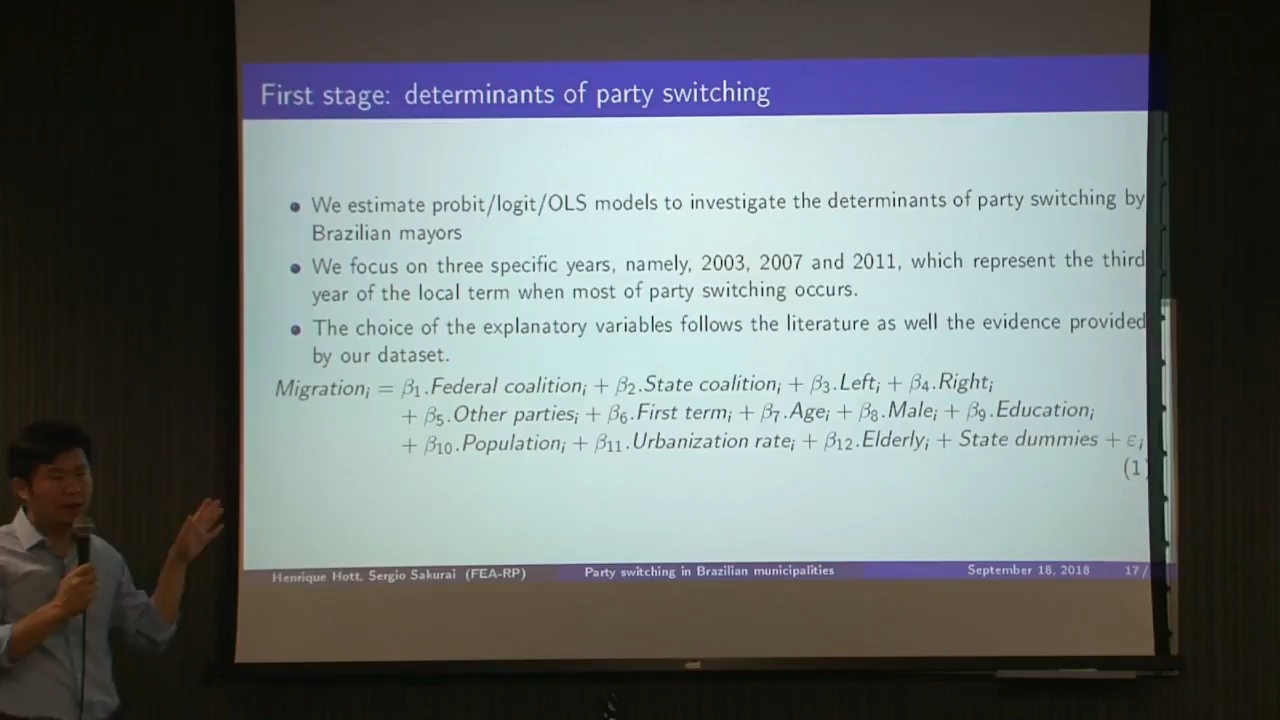 First stage: determinants of party switching
We estimate probit/logit/OLS models to investigate the determinants of party switching by
Brazilian mayors
We focus on three specific years, namely, 2003, 2007 and 2011, which represent the third
year of the local term when most of party switching occurs.
The choice of the explanatory variables follows the literature as well the evidence provided
by our dataset.
Migrationᵢ = β₁.Federal coalitionᵢ + β₂.State coalitionᵢ + β₃.Leftᵢ + β₄.Rightᵢ
+ β₅.Other partiesᵢ + β₆.First termᵢ + β₇.Ageᵢ + β₈.Maleᵢ + β₉.Educationᵢ
+ β₁₀.Populationᵢ + β₁₁.Urbanization rateᵢ + β₁₂.Elderlyᵢ + State dummies + εᵢ
(1)
Henrique Hott, Sergio Sakurai (FEA-RP) Party switching in Brazilian municipalities September 18, 2018 17 /